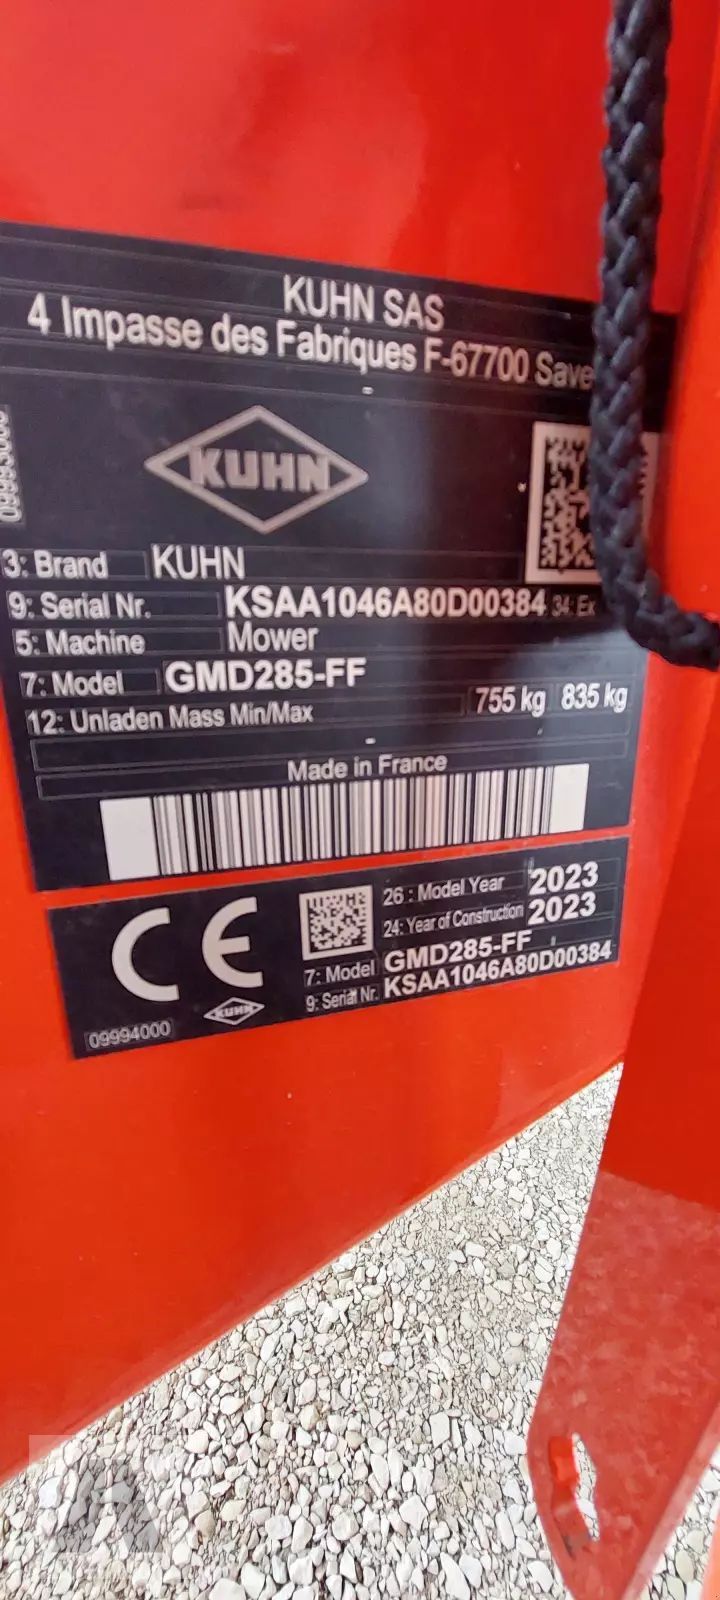 KUHN SAS
4 Impasse des Fabriques F-67700
KUHN
3: Brand KUHN
9: Serial Nr. KSAA1046A80D00384 34: Ex
5: Machine Mower
7: Model GMD285-FF
12: Unladen Mass Min/Max 755 kg 835 kg
Made in France
CE
26 : Model Year 2023
24: Year of Construction 2023
7: Model GMD285-FF
9: Serial Nr. KSAA1046A80D00384
KUHN
09994000